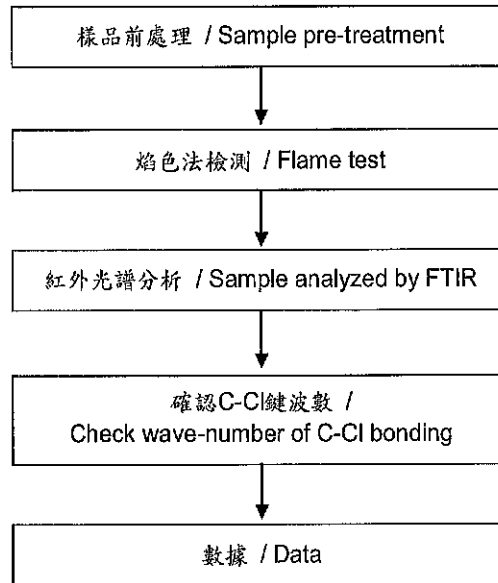 樣品前處理 / Sample pre-treatment
焰色法檢測 / Flame test
紅外光譜分析 / Sample analyzed by FTIR
確認C-Cl鍵波數 /
Check wave-number of C-Cl bonding
數據 / Data